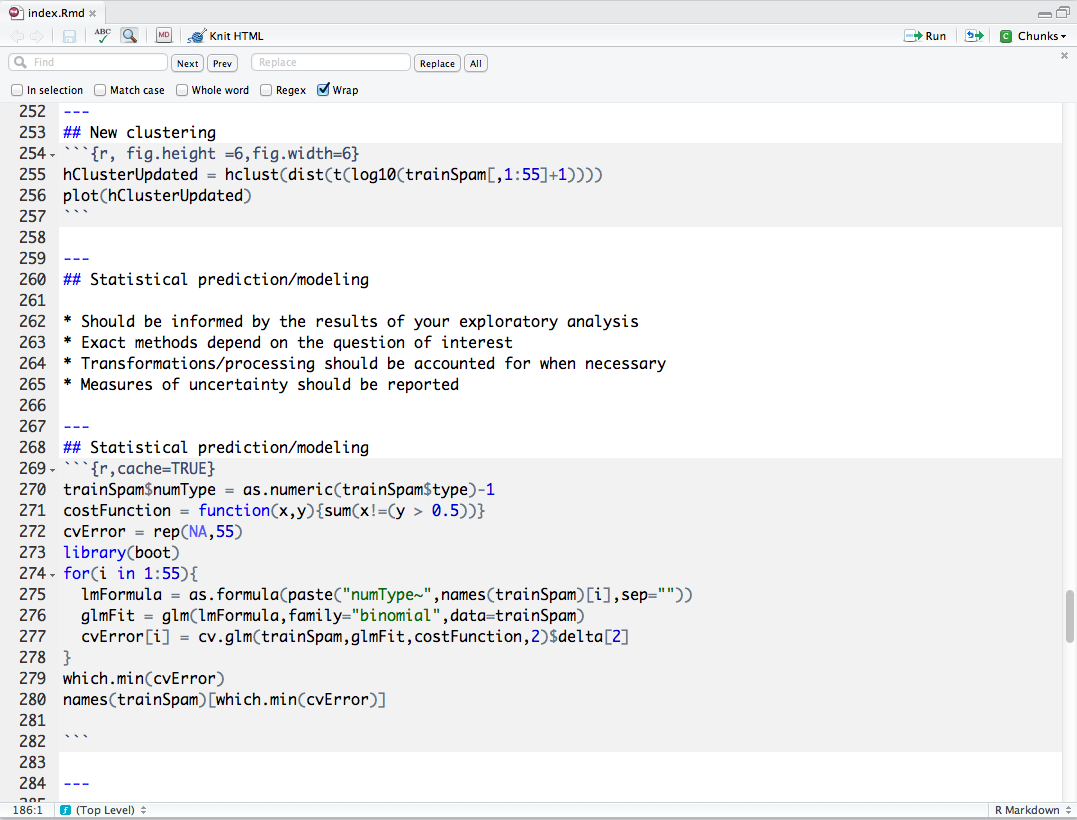 index.Rmd
ABC
MD
Knit HTML
Run
C
Chunks
Find
Next
Prev
Replace
Replace
All
In selection
Match case
Whole word
Regex
Wrap
252 ---
253 ## New clustering
254 ```{r, fig.height =6,fig.width=6}
255 hClusterUpdated = hclust(dist(t(log10(trainSpam[,1:55]+1))))
256 plot(hClusterUpdated)
257 ```
258
259 ---
260 ## Statistical prediction/modeling
261
262 * Should be informed by the results of your exploratory analysis
263 * Exact methods depend on the question of interest
264 * Transformations/processing should be accounted for when necessary
265 * Measures of uncertainty should be reported
266
267 ---
268 ## Statistical prediction/modeling
269 ```{r,cache=TRUE}
270 trainSpam$numType = as.numeric(trainSpam$type)-1
271 costFunction = function(x,y){sum(x!=(y > 0.5))}
272 cvError = rep(NA,55)
273 library(boot)
274 for(i in 1:55){
275   lmFormula = as.formula(paste("numType~",names(trainSpam)[i],sep=""))
276   glmFit = glm(lmFormula,family="binomial",data=trainSpam)
277   cvError[i] = cv.glm(trainSpam,glmFit,costFunction,2)$delta[2]
278 }
279 which.min(cvError)
280 names(trainSpam)[which.min(cvError)]
281
282 ```
283
284 ---
285
186:1
(Top Level)
R Markdown